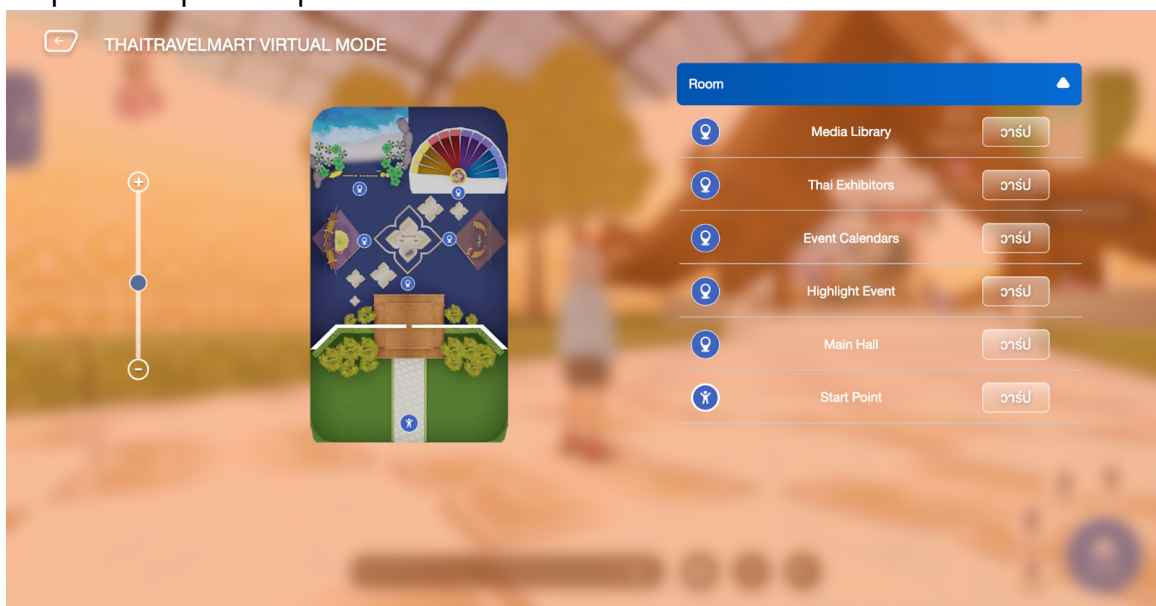 THAITRAVELMART VIRTUAL MODE
Room
Media Library วาร์ป
Thai Exhibitors วาร์ป
Event Calendars วาร์ป
Highlight Event วาร์ป
Main Hall วาร์ป
Start Point วาร์ป